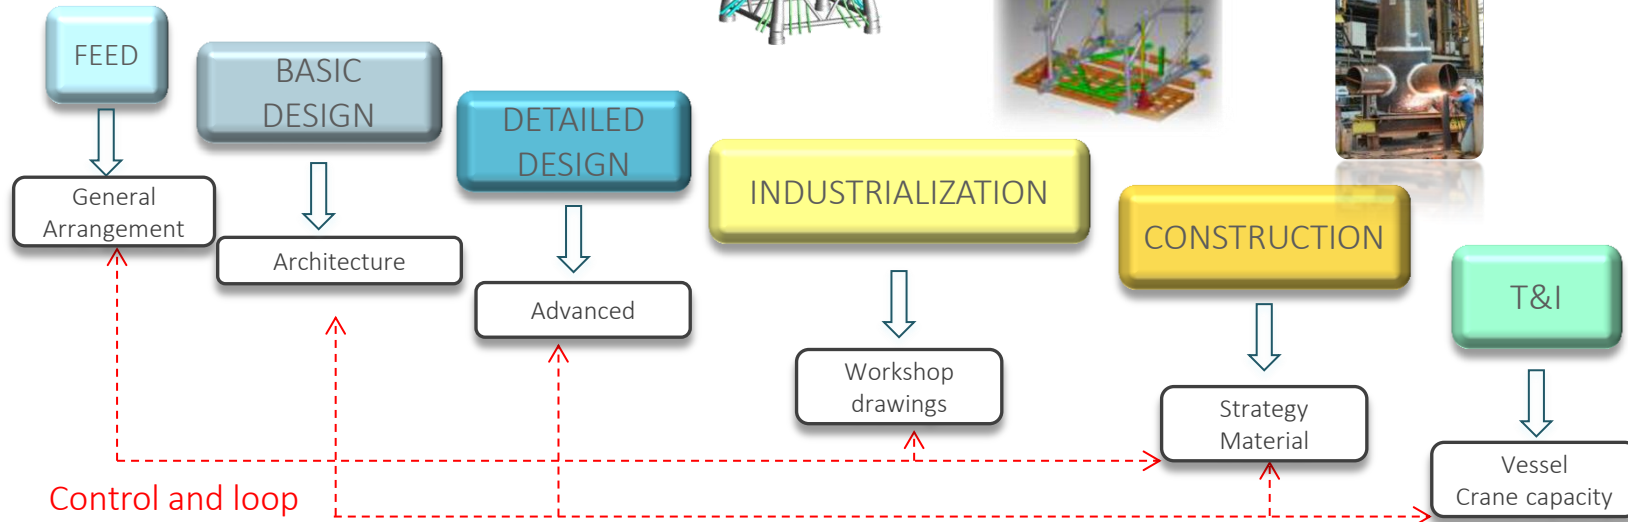 FEED
BASIC
DESIGN
DETAILED
DESIGN
INDUSTRIALIZATION
CONSTRUCTION
T&I
General
Arrangement
Architecture
Advanced
Workshop
drawings
Strategy
Material
Vessel
Crane capacity
Control and loop